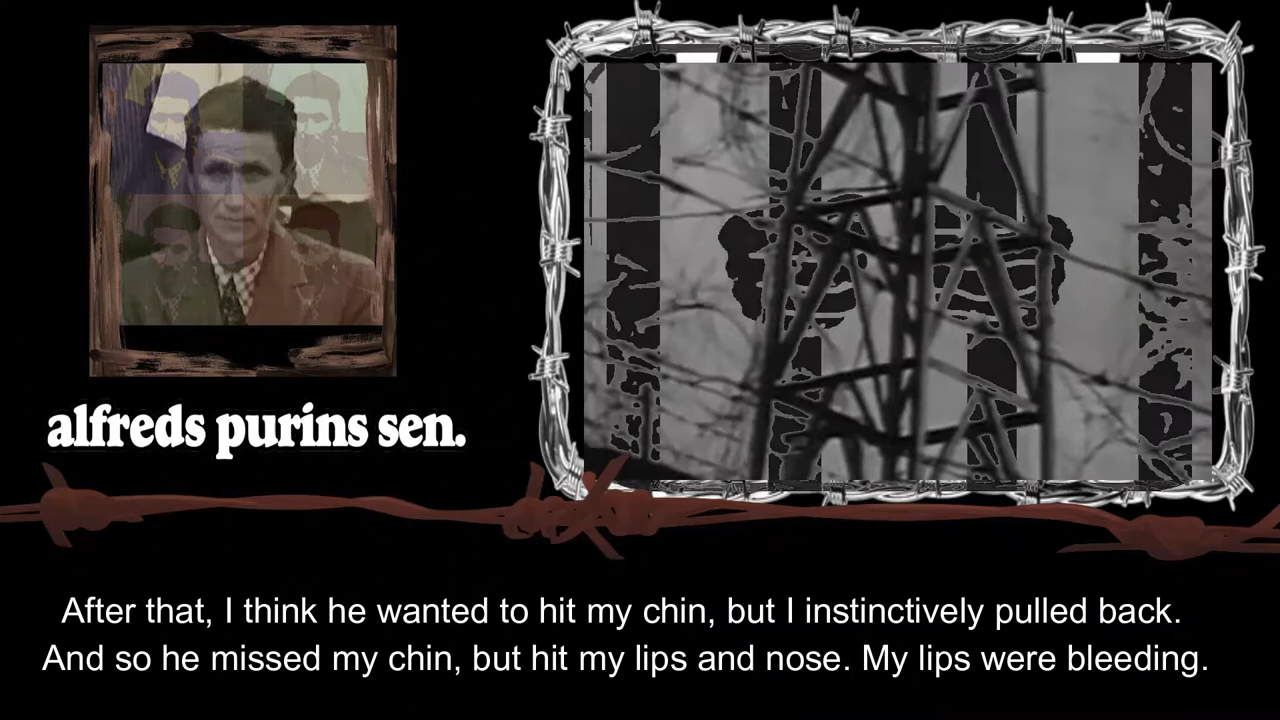 alfreds purins sen.
After that, I think he wanted to hit my chin, but I instinctively pulled back.
And so he missed my chin, but hit my lips and nose. My lips were bleeding.